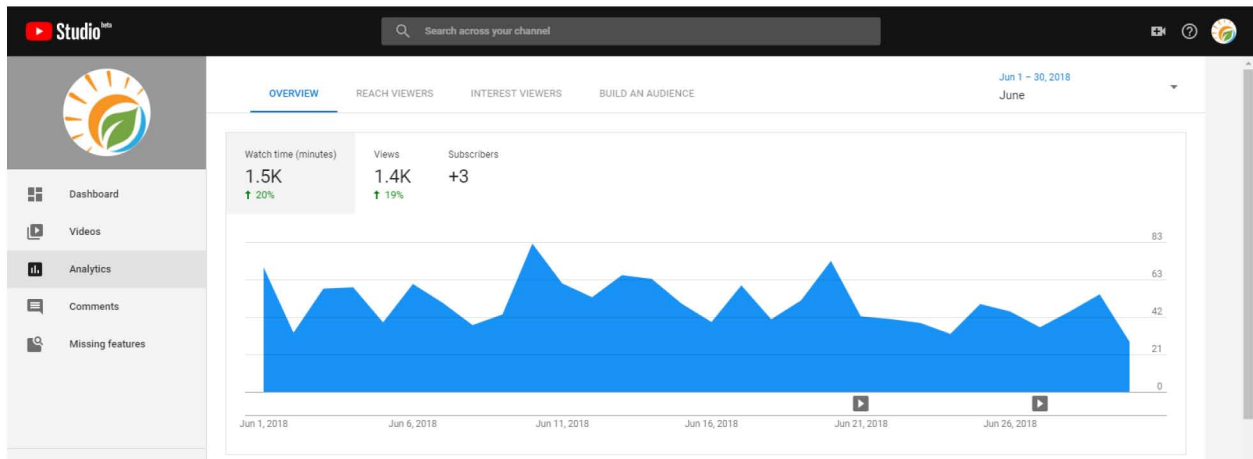 Studio beta
Search across your channel
OVERVIEW REACH VIEWERS INTEREST VIEWERS BUILD AN AUDIENCE
Jun 1 – 30, 2018
June
Dashboard
Videos
Analytics
Comments
Missing features
Watch time (minutes) Views Subscribers
1.5K 1.4K +3
↑ 20% ↑ 19%
83
63
42
21
0
Jun 1, 2018 Jun 6, 2018 Jun 11, 2018 Jun 16, 2018 Jun 21, 2018 Jun 26, 2018